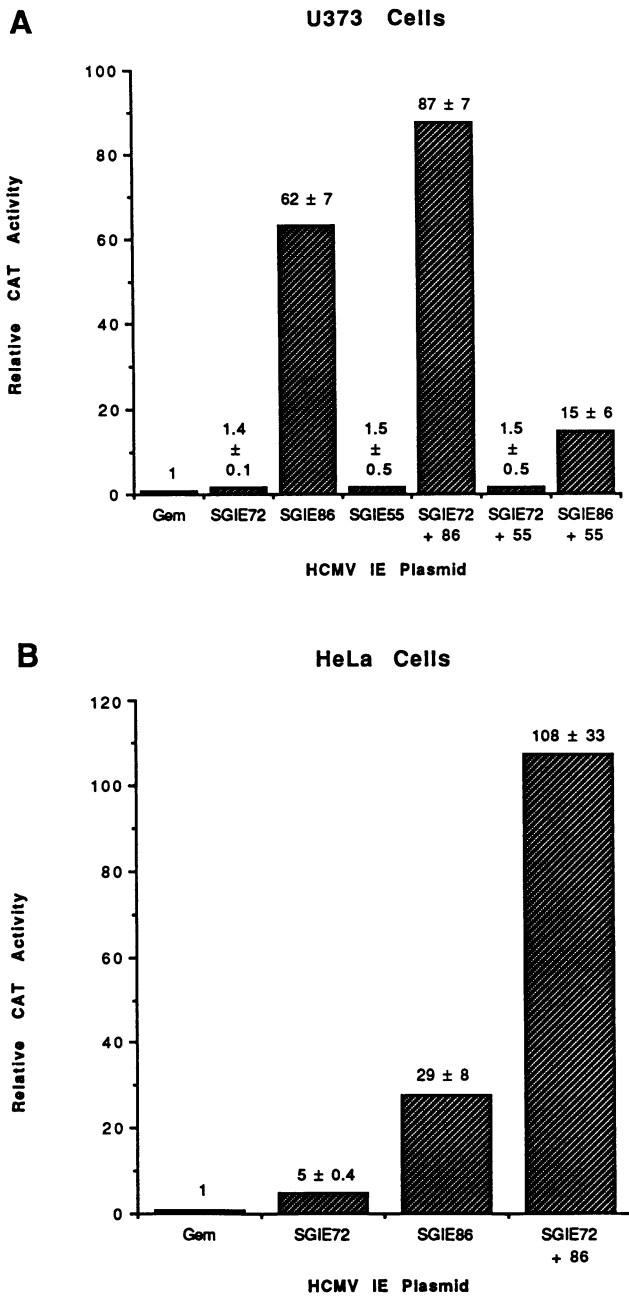 A
U373 Cells
100
80
60
40
20
0
Relative CAT Activity
1
1.4
±
0.1
62 ± 7
1.5
±
0.5
87 ± 7
1.5
±
0.5
15 ± 6
Gem
SGIE72
SGIE86
SGIE55
SGIE72
+ 86
SGIE72
+ 55
SGIE86
+ 55
HCMV IE Plasmid
B
HeLa Cells
120
100
80
60
40
20
0
Relative CAT Activity
1
5 ± 0.4
29 ± 8
108 ± 33
Gem
SGIE72
SGIE86
SGIE72
+ 86
HCMV IE Plasmid